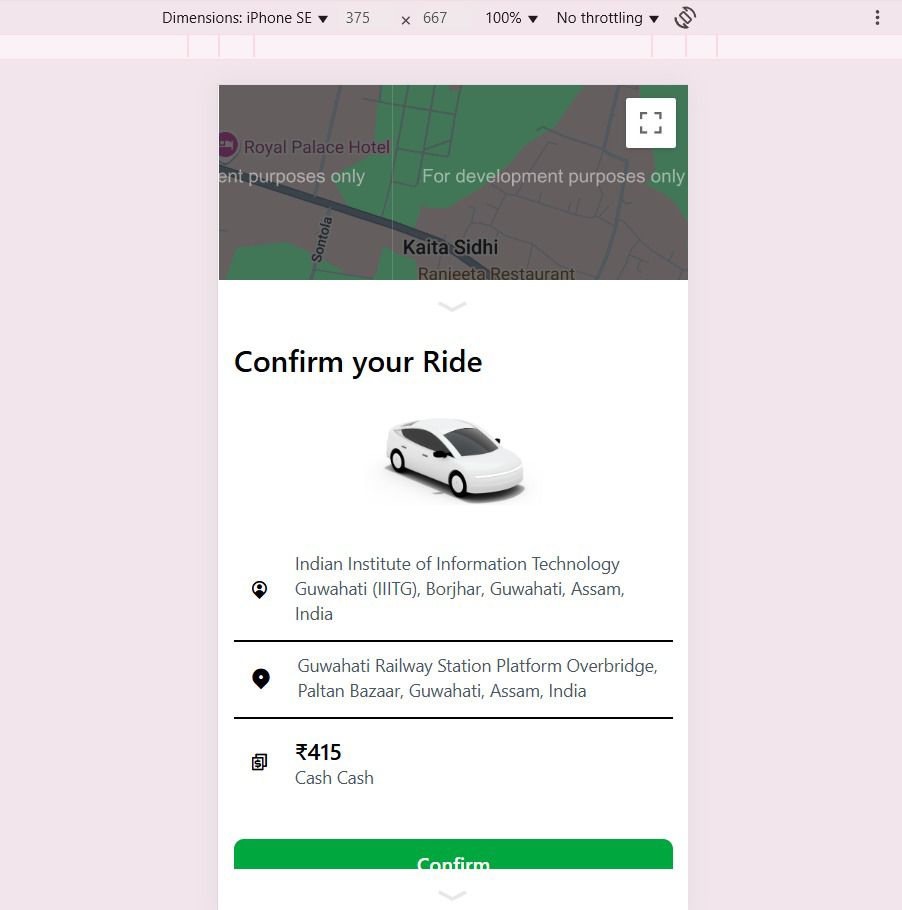 Dimensions: iPhone SE 375 × 667 100% No throttling
Royal Palace Hotel
ent purposes only For development purposes only
Sontola
Kaita Sidhi
Ranjeeta Restaurant
Confirm your Ride
Indian Institute of Information Technology
Guwahati (IIITG), Borjhar, Guwahati, Assam,
India
Guwahati Railway Station Platform Overbridge,
Paltan Bazaar, Guwahati, Assam, India
₹415
Cash Cash
Confirm